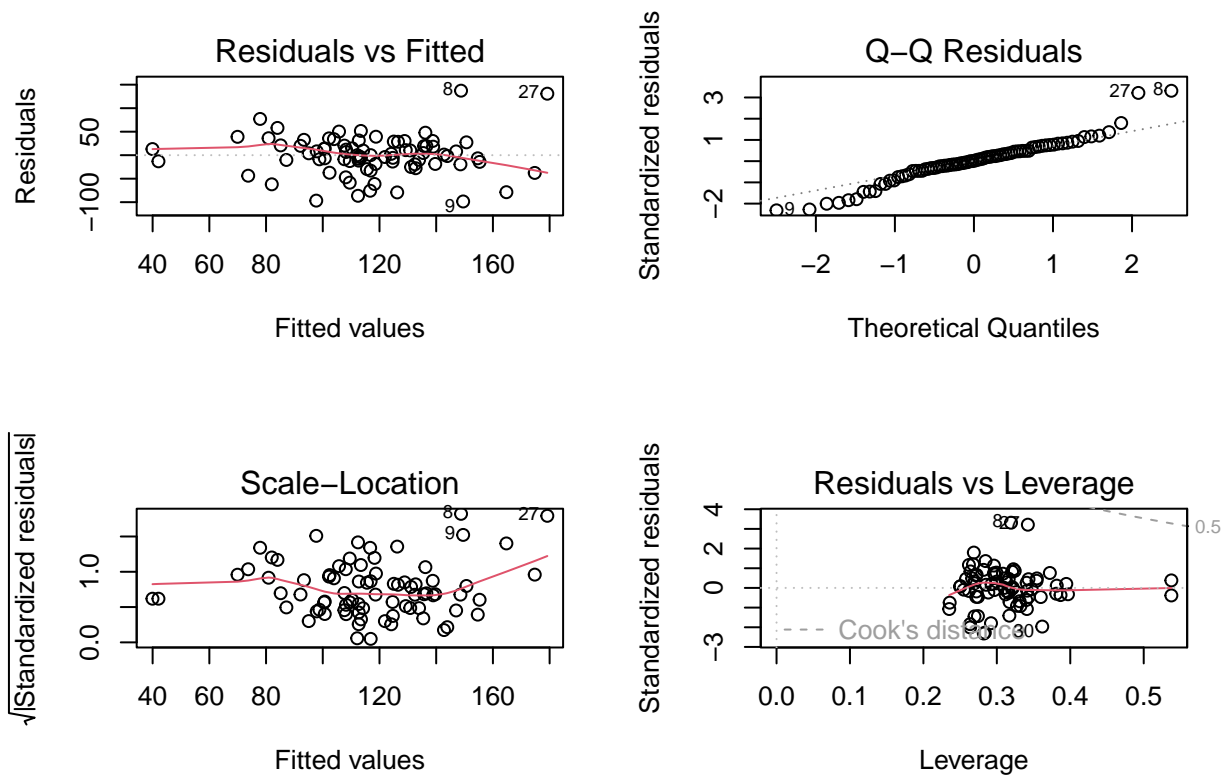 Residuals vs Fitted
Residuals
50
−100
8
27
9
40 60 80 120 160
Fitted values
Q−Q Residuals
Standardized residuals
3
1
−2
27
8
9
−2 −1 0 1 2
Theoretical Quantiles
Scale−Location
√|Standardized residuals|
1.0
0.0
8
27
9
40 60 80 120 160
Fitted values
Residuals vs Leverage
Standardized residuals
4
2
0
−3
8
0.5
Cook's distance
0.0 0.1 0.2 0.3 0.4 0.5
Leverage